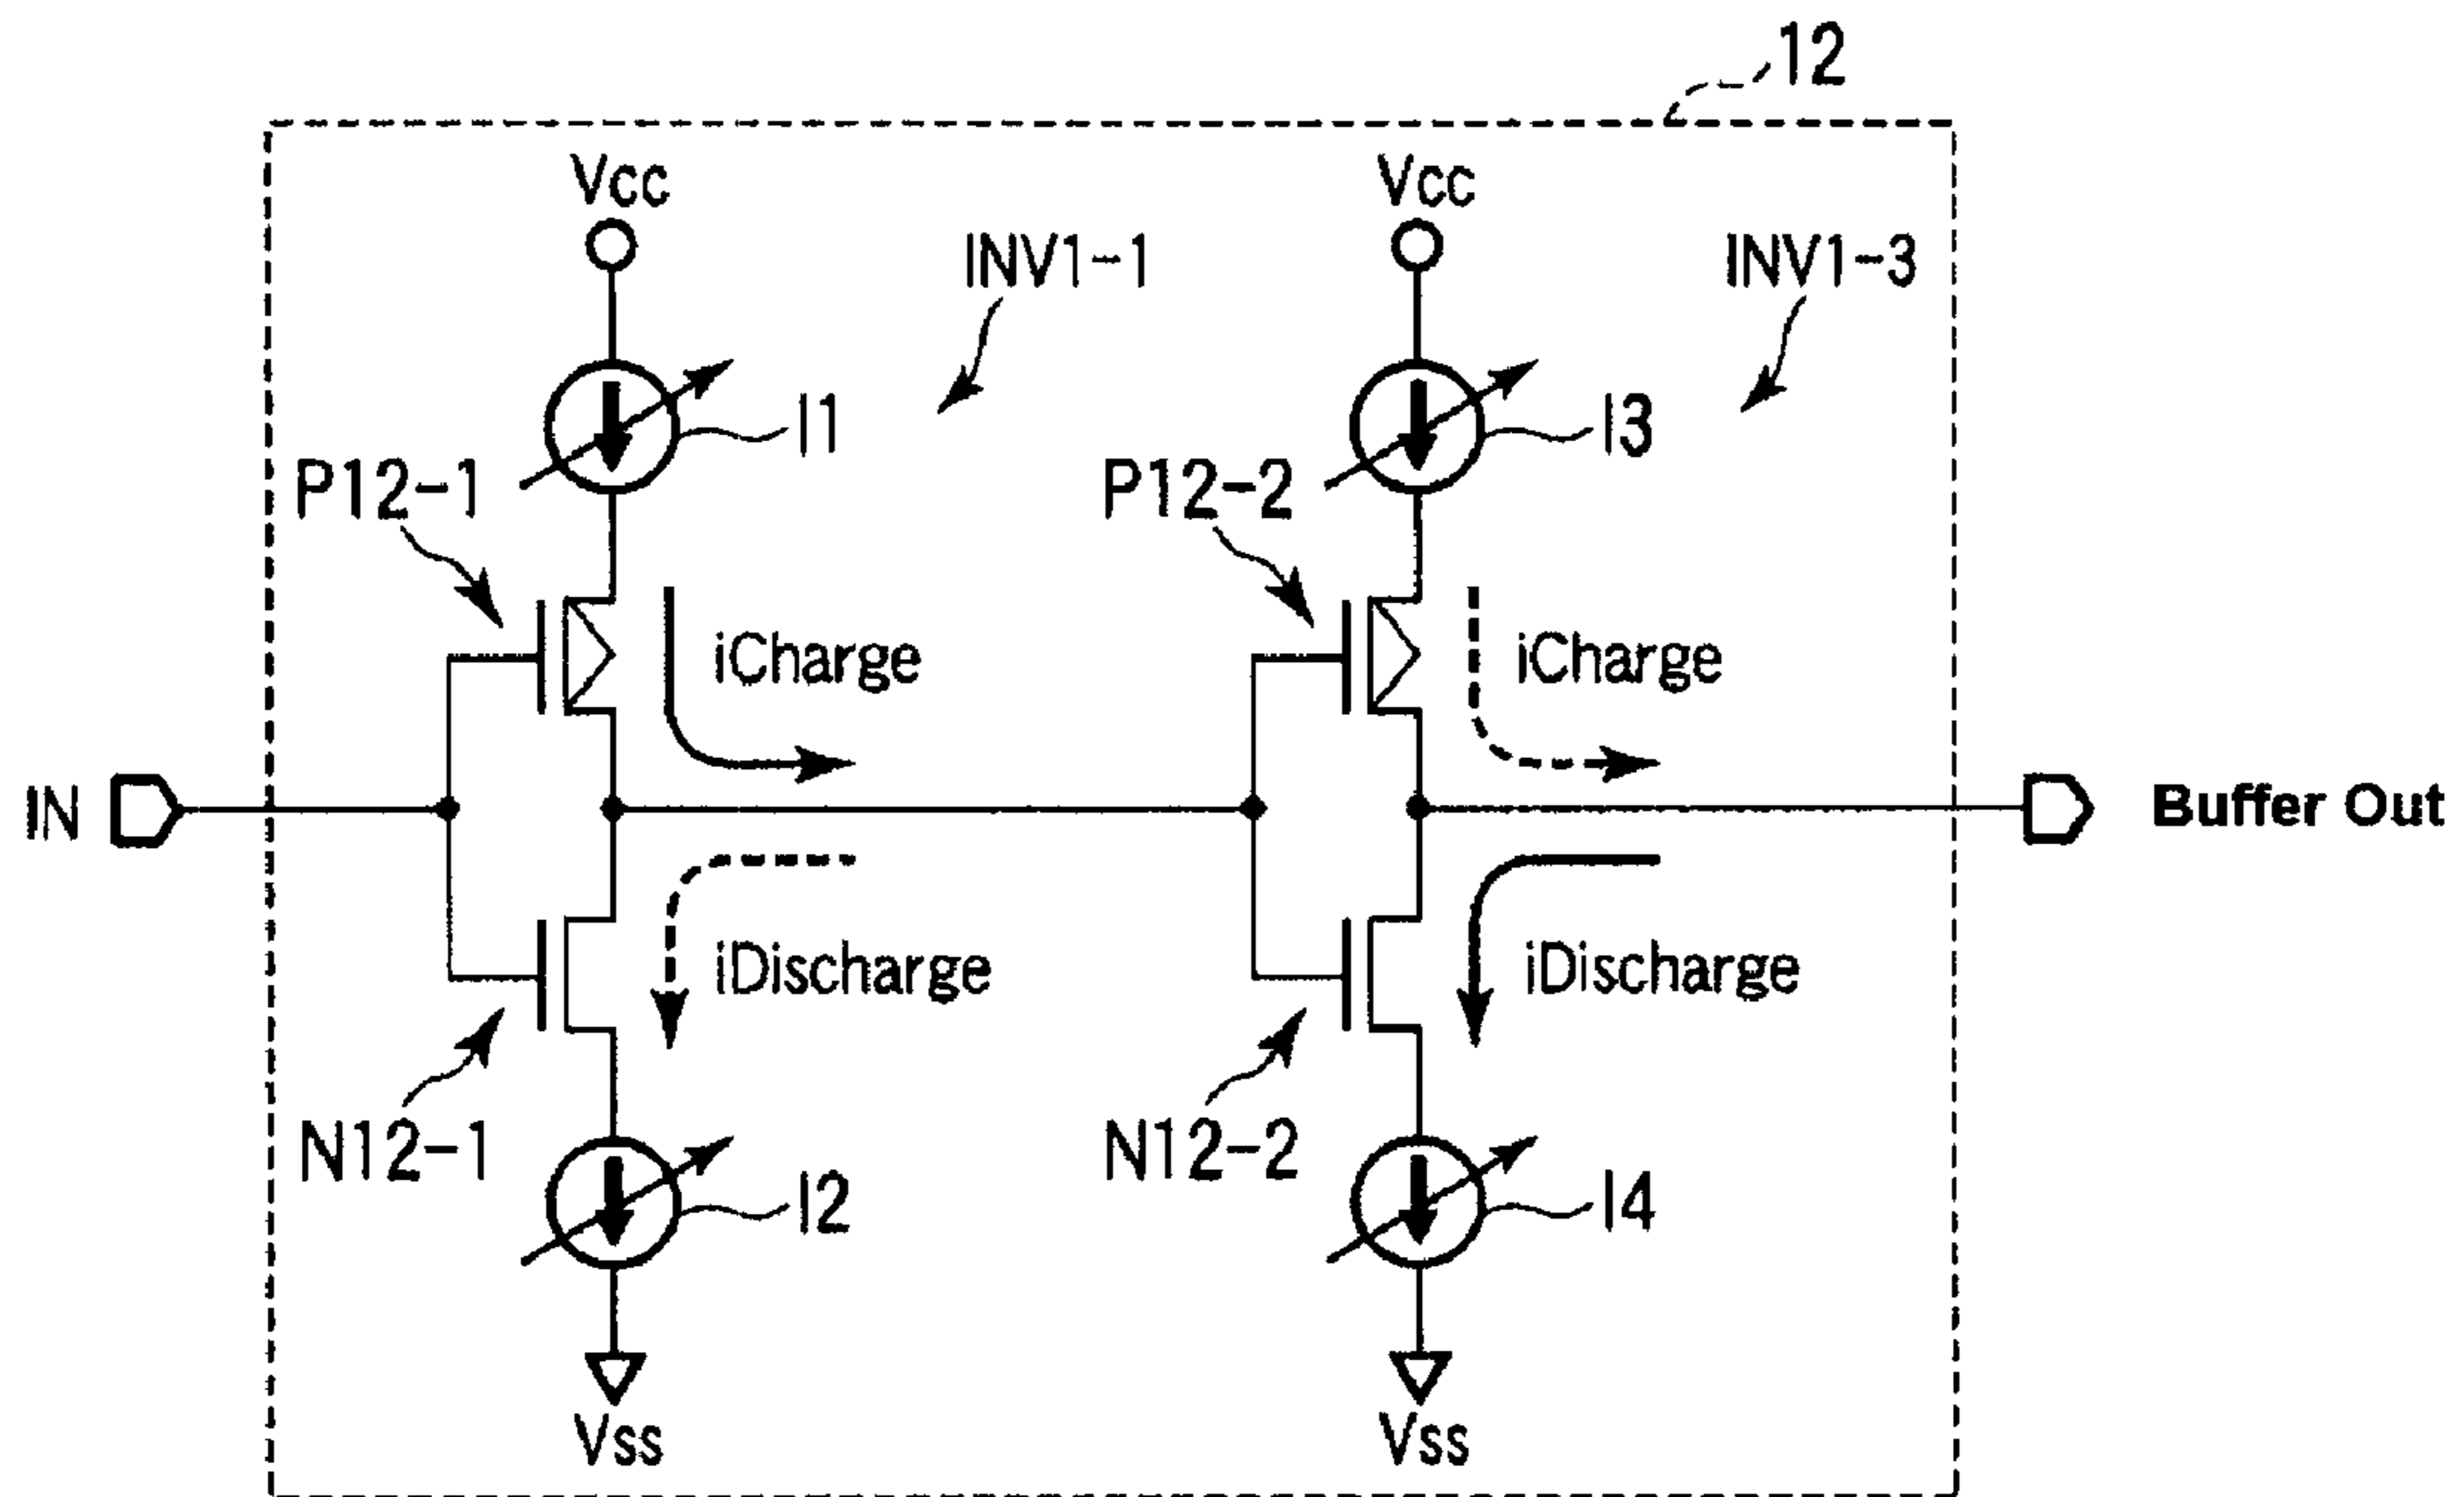 12
Vcc
Vcc
INV1-1
INV1-3
I1
I3
P12-1
P12-2
iCharge
iCharge
IN
Buffer Out
iDischarge
iDischarge
N12-1
N12-2
I2
I4
Vss
Vss